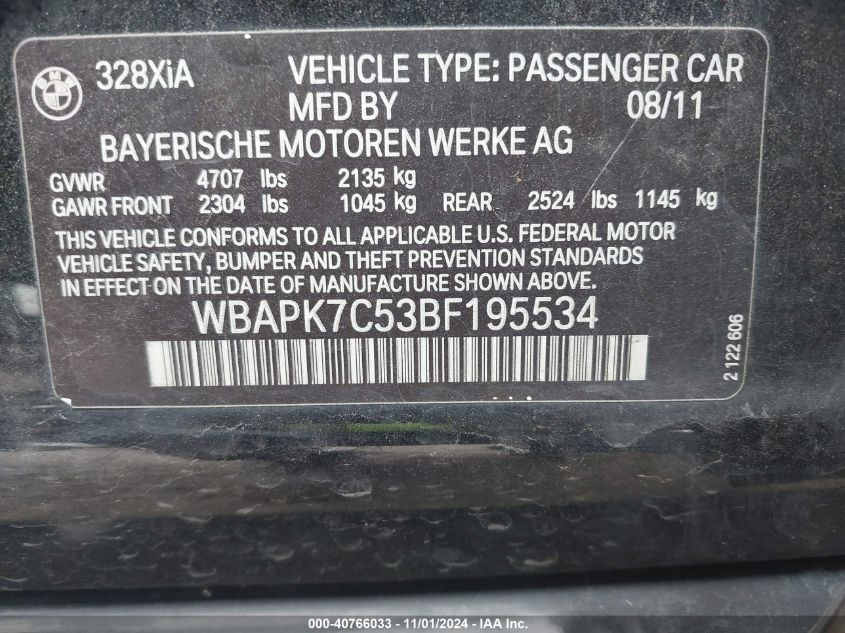 BMW
328XiA VEHICLE TYPE: PASSENGER CAR
MFD BY 08/11
BAYERISCHE MOTOREN WERKE AG
GVWR 4707 lbs 2135 kg
GAWR FRONT 2304 lbs 1045 kg REAR 2524 lbs 1145 kg
THIS VEHICLE CONFORMS TO ALL APPLICABLE U.S. FEDERAL MOTOR
VEHICLE SAFETY, BUMPER AND THEFT PREVENTION STANDARDS
IN EFFECT ON THE DATE OF MANUFACTURE SHOWN ABOVE.
WBAPK7C53BF195534
2 122 606
000-40766033 - 11/01/2024 - IAA, Inc.